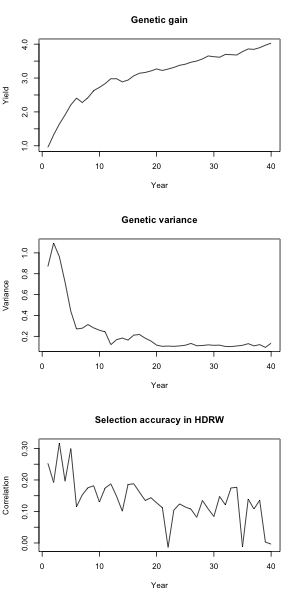 Genetic gain
Yield
4.0
3.0
2.0
1.0
0 10 20 30 40
Year
Genetic variance
Variance
1.0
0.8
0.6
0.4
0.2
0 10 20 30 40
Year
Selection accuracy in HDRW
Correlation
0.30
0.20
0.10
0.00
0 10 20 30 40
Year